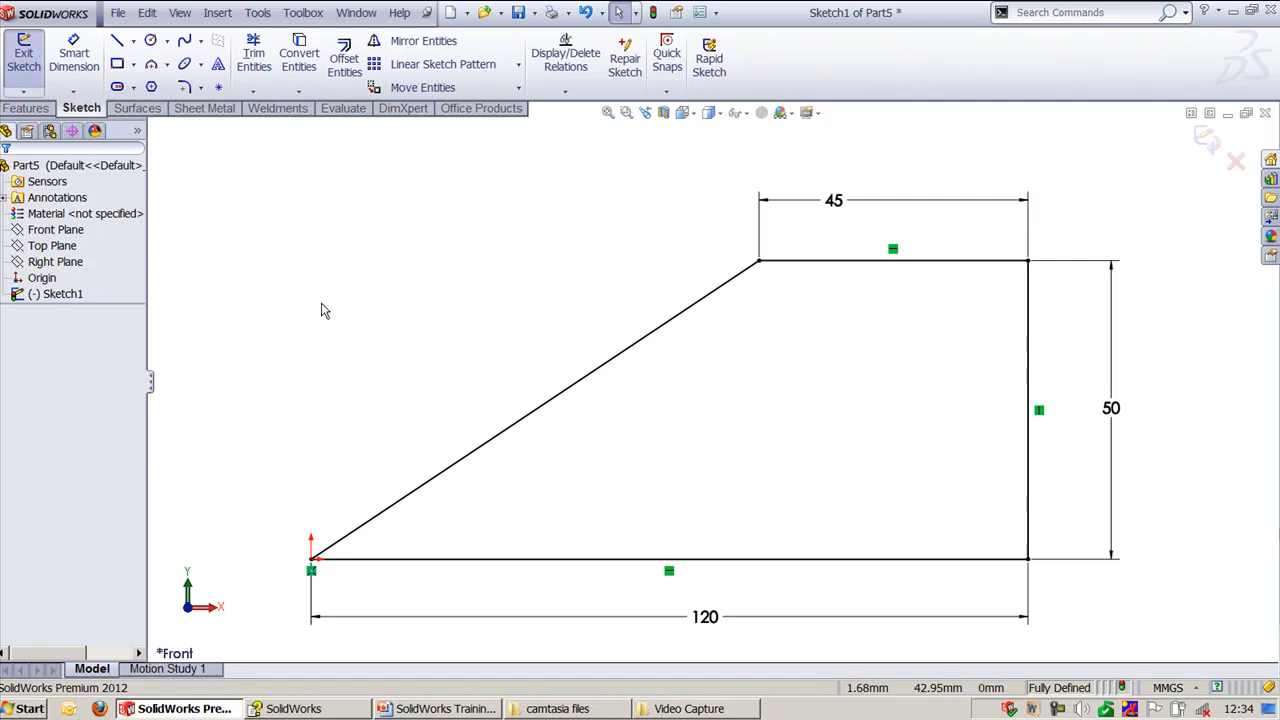 SOLIDWORKS File Edit View Insert Tools Toolbox Window Help Sketch1 of Part5 * Search Commands
Exit Sketch
Smart Dimension
Trim Entities
Convert Entities
Offset Entities
Mirror Entities
Linear Sketch Pattern
Move Entities
Display/Delete Relations
Repair Sketch
Quick Snaps
Rapid Sketch
Features Sketch Surfaces Sheet Metal Weldments Evaluate DimXpert Office Products
Part5 (Default<<Default>_
Sensors
Annotations
Material <not specified>
Front Plane
Top Plane
Right Plane
Origin
(-) Sketch1
45
50
120
Y
X
*Front
Model Motion Study 1
SolidWorks Premium 2012 1.68mm 42.95mm 0mm Fully Defined MMGS
Start SolidWorks Pre... SolidWorks SolidWorks Trainin... camtasia files Video Capture 12:34